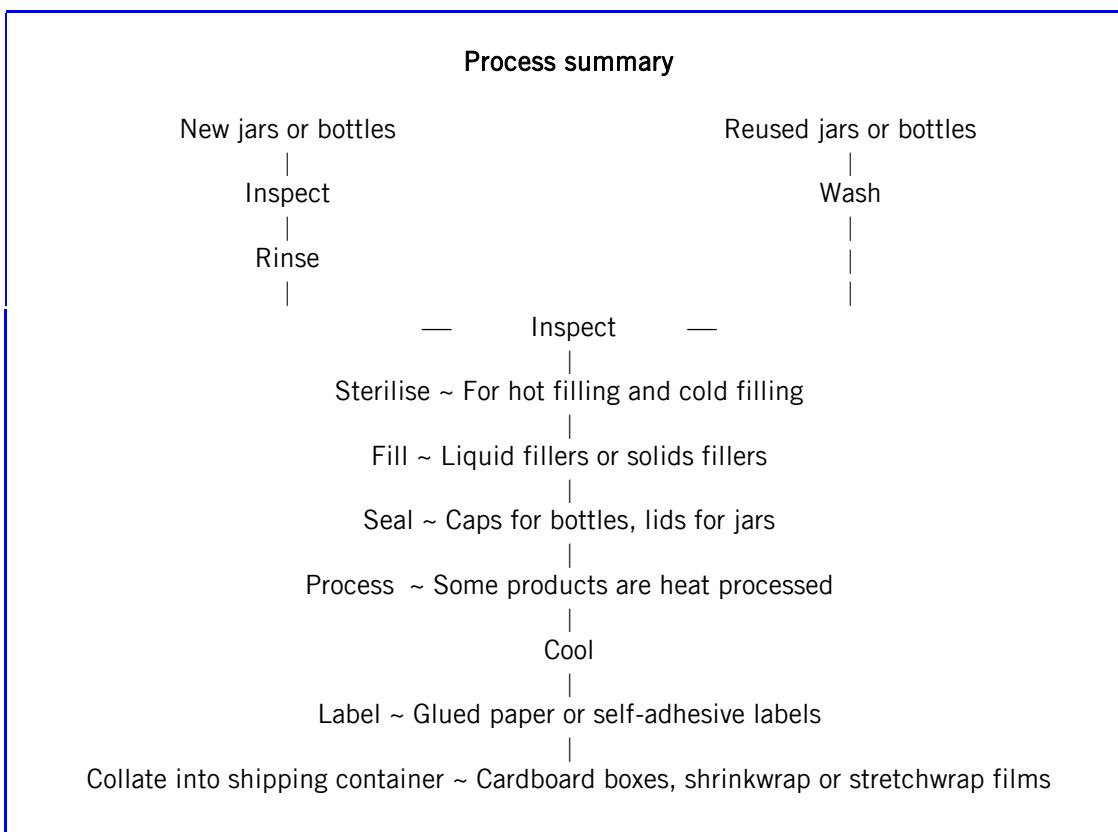 Process summary
New jars or bottles Reused jars or bottles
Inspect Wash
Rinse
Inspect
Sterilise ~ For hot filling and cold filling
Fill ~ Liquid fillers or solids fillers
Seal ~ Caps for bottles, lids for jars
Process ~ Some products are heat processed
Cool
Label ~ Glued paper or self-adhesive labels
Collate into shipping container ~ Cardboard boxes, shrinkwrap or stretchwrap films